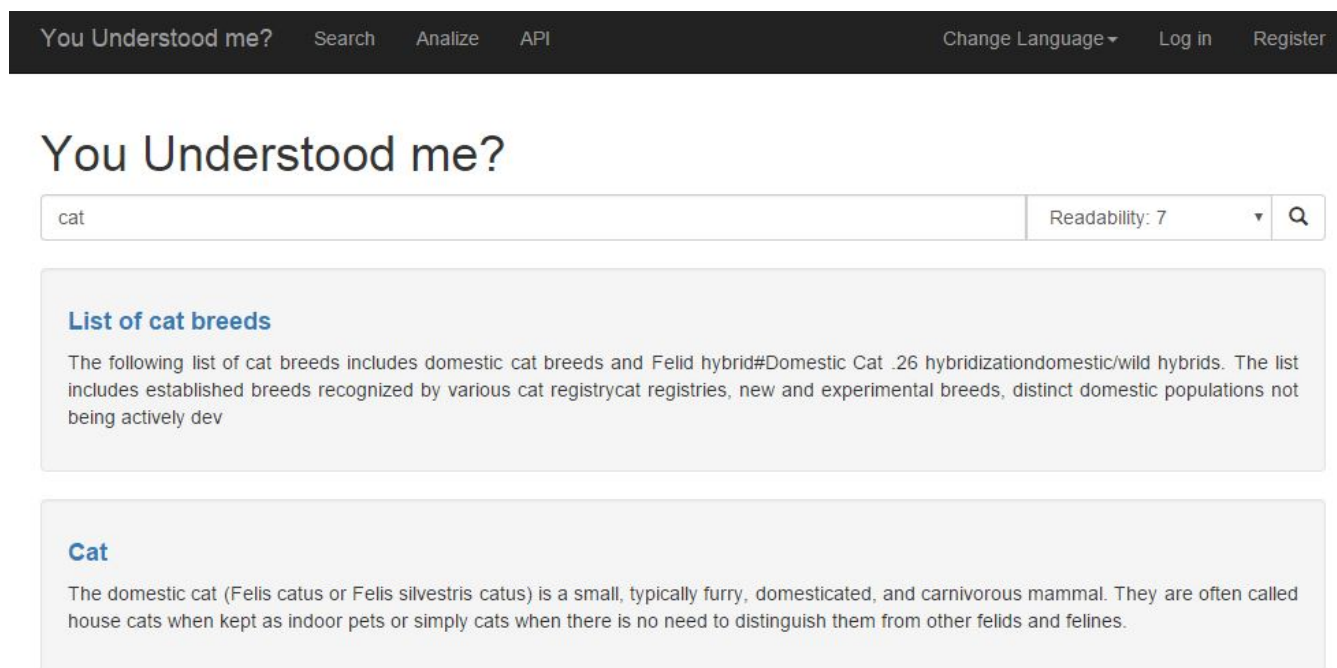 You Understood me? Search Analize API Change Language Log in Register
You Understood me?
cat Readability: 7
List of cat breeds
The following list of cat breeds includes domestic cat breeds and Felid hybrid#Domestic Cat .26 hybridizationdomestic/wild hybrids. The list
includes established breeds recognized by various cat registrycat registries, new and experimental breeds, distinct domestic populations not
being actively dev
Cat
The domestic cat (Felis catus or Felis silvestris catus) is a small, typically furry, domesticated, and carnivorous mammal. They are often called
house cats when kept as indoor pets or simply cats when there is no need to distinguish them from other felids and felines.